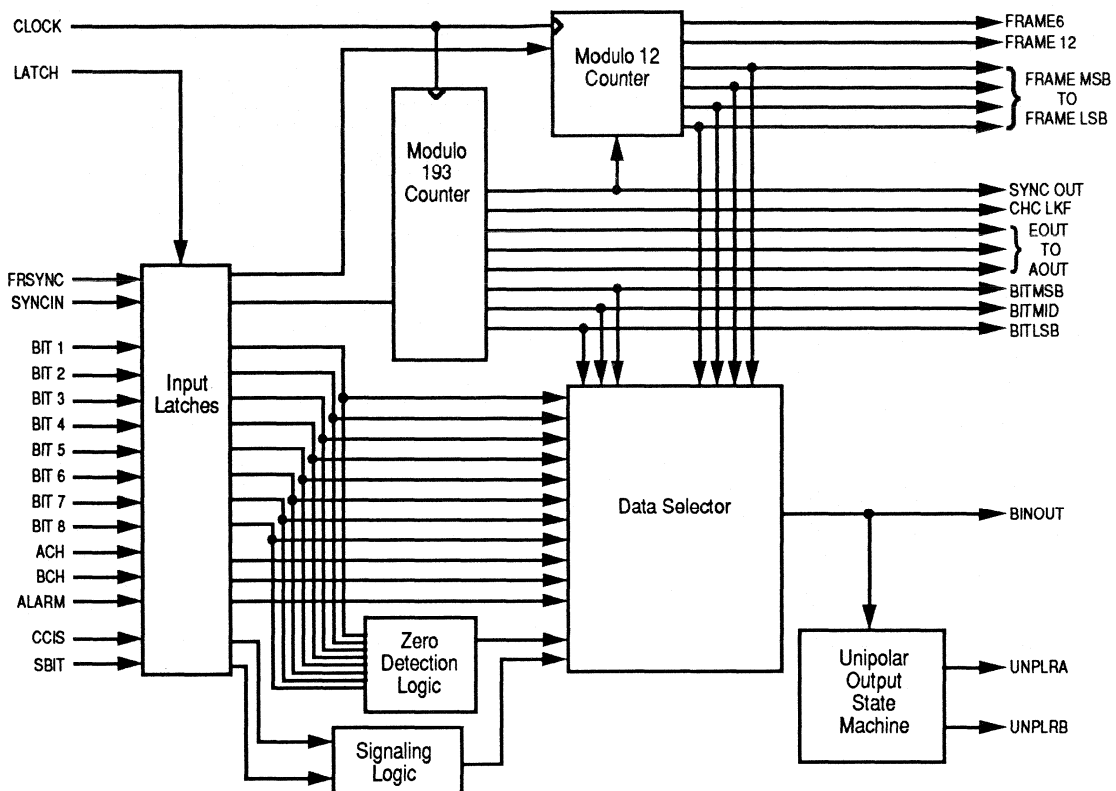 CLOCK
LATCH
FRSYNC
SYNCIN
BIT 1
BIT 2
BIT 3
BIT 4
BIT 5
BIT 6
BIT 7
BIT 8
ACH
BCH
ALARM
CCIS
SBIT
Input
Latches
Modulo
193
Counter
Modulo 12
Counter
Zero
Detection
Logic
Signaling
Logic
Data Selector
Unipolar
Output
State
Machine
FRAME6
FRAME 12
FRAME MSB
TO
FRAME LSB
SYNC OUT
CHC LKF
EOUT
TO
AOUT
BITMSB
BITMID
BITLSB
BINOUT
UNPLRA
UNPLRB